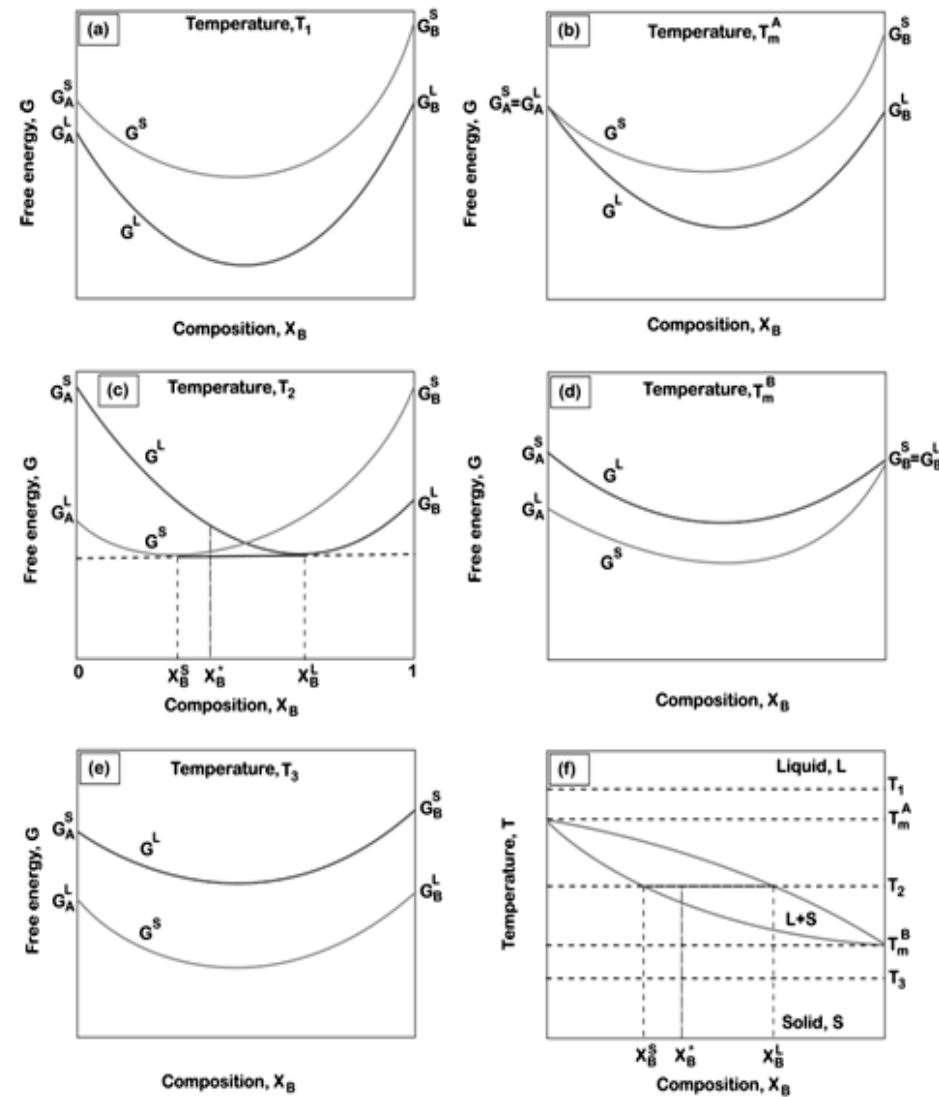 (a)
Temperature, T₁
G_B^S
G_A^S
G_B^L
G_A^L
G^S
G^L
Free energy, G
Composition, X_B
(b)
Temperature, T_m^A
G_B^S
G_A^S=G_A^L
G_B^L
G^S
G^L
Free energy, G
Composition, X_B
(c)
Temperature, T₂
G_A^S
G_B^S
G^L
G_A^L
G_B^L
G^S
Free energy, G
0
X_B^S
X_B^*
X_B^L
1
Composition, X_B
(d)
Temperature, T_m^B
G_A^S
G_B^S=G_B^L
G^L
G_A^L
G^S
Free energy, G
Composition, X_B
(e)
Temperature, T₃
G_B^S
G_A^S
G^L
G_A^L
G_B^L
G^S
Free energy, G
Composition, X_B
(f)
Liquid, L
T₁
T_m^A
T₂
L+S
T_m^B
T₃
Solid, S
Temperature, T
X_B^S
X_B^*
X_B^L
Composition, X_B